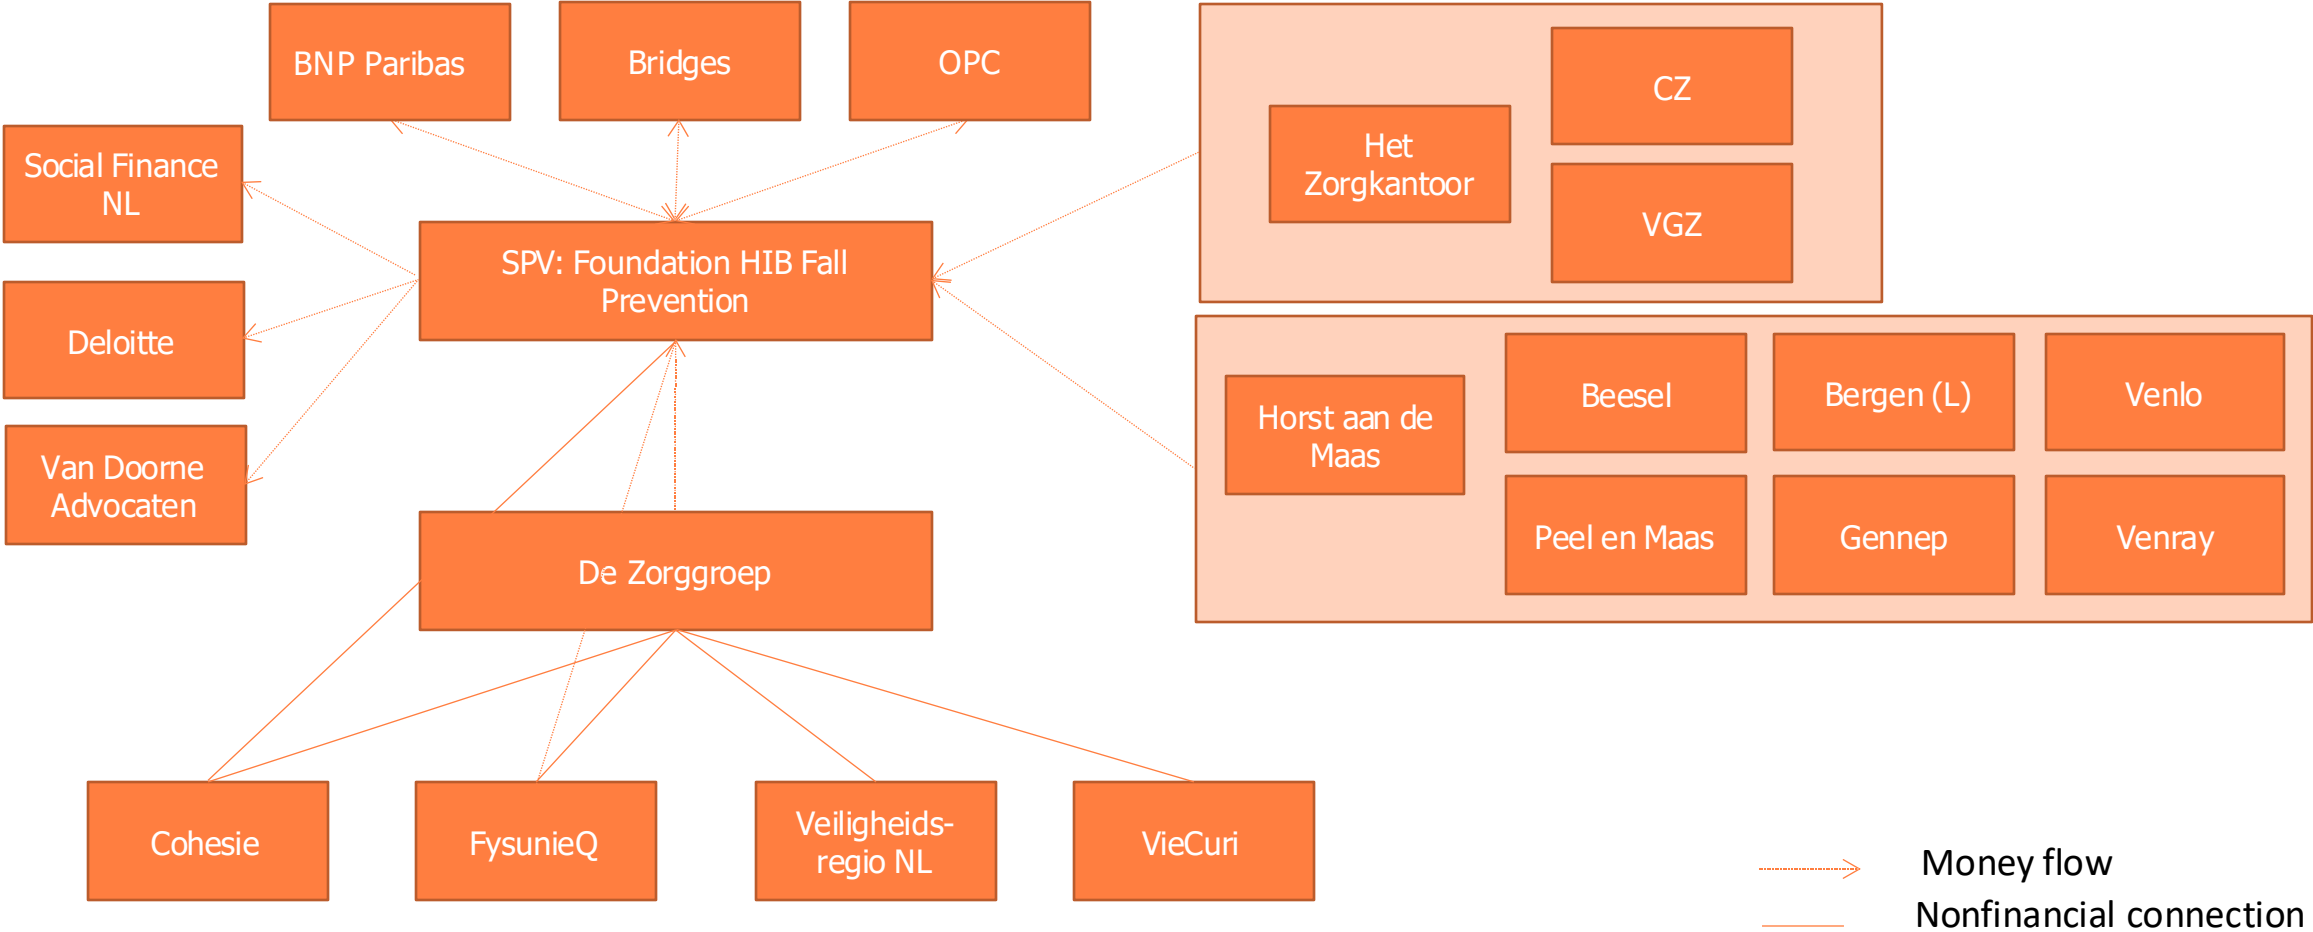 BNP Paribas
Bridges
OPC
Social Finance
NL
Deloitte
Van Doorne
Advocaten
SPV: Foundation HIB Fall
Prevention
Het
Zorgkantoor
CZ
VGZ
Horst aan de
Maas
Beesel
Bergen (L)
Venlo
Peel en Maas
Gennep
Venray
De Zorggroep
Cohesie
FysunieQ
Veiligheids-
regio NL
VieCuri
Money flow
Nonfinancial connection